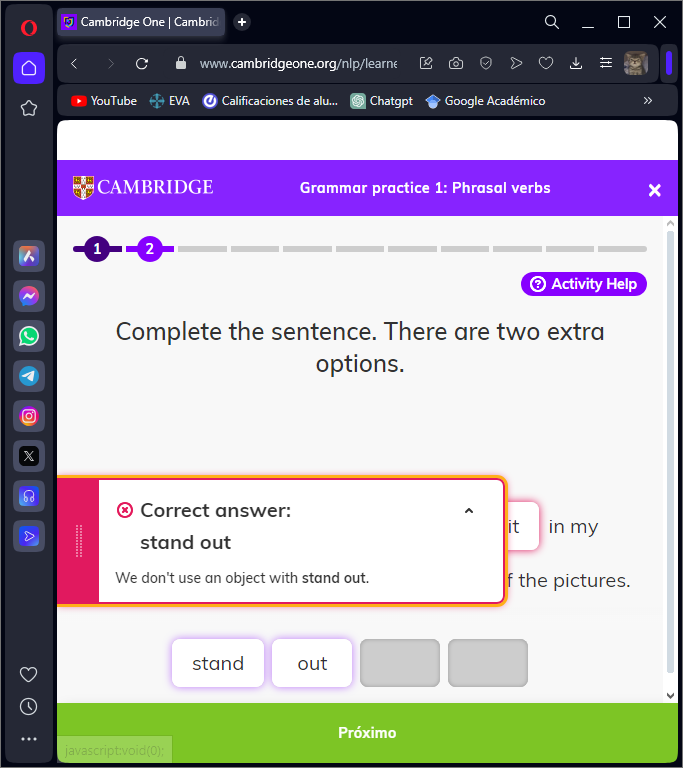 Cambridge One | Cambrid
www.cambridgeone.org/nlp/learne
YouTube EVA Calificaciones de alu... Chatgpt Google Académico »
CAMBRIDGE Grammar practice 1: Phrasal verbs
1 2
Activity Help
Complete the sentence. There are two extra
options.
Correct answer:
stand out
We don't use an object with stand out.
it in my
f the pictures.
stand out
Próximo
javascript:void(0);